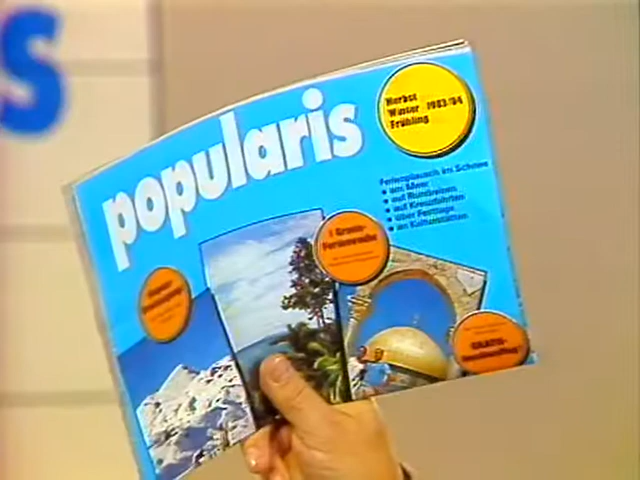 s
popularis
Herbst
Winter 1983/84
Frühling
Ferienplausch im Schnee
• am Meer
• auf Rundreisen
• auf Kreuzfahrten
• über Festtage
• an Kulturstätten
1 Gratis-
Ferienwoche
GRATIS-